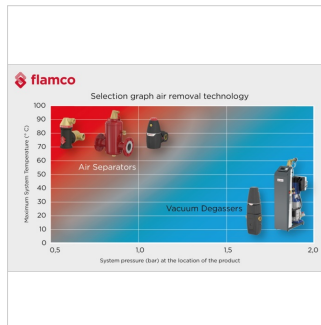 flamco
Selection graph air removal technology
Maximum System Temperature (° C)
100
90
80
70
60
50
40
30
20
10
0
Air Separators
Vacuum Degassers
0,5
1,0
1,5
2,0
System pressure (bar) at the location of the product